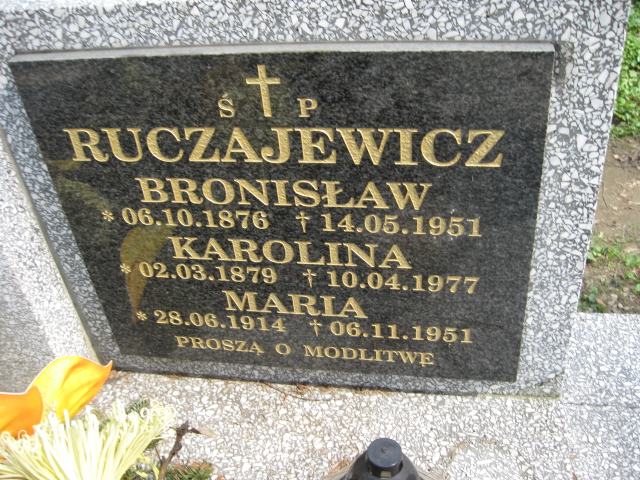 Ś P
RUCZAJEWICZ
BRONISŁAW
* 06.10.1876 † 14.05.1951
KAROLINA
* 02.03.1879 † 10.04.1977
MARIA
* 28.06.1914 † 06.11.1951
PROSZĄ O MODLITWĘ